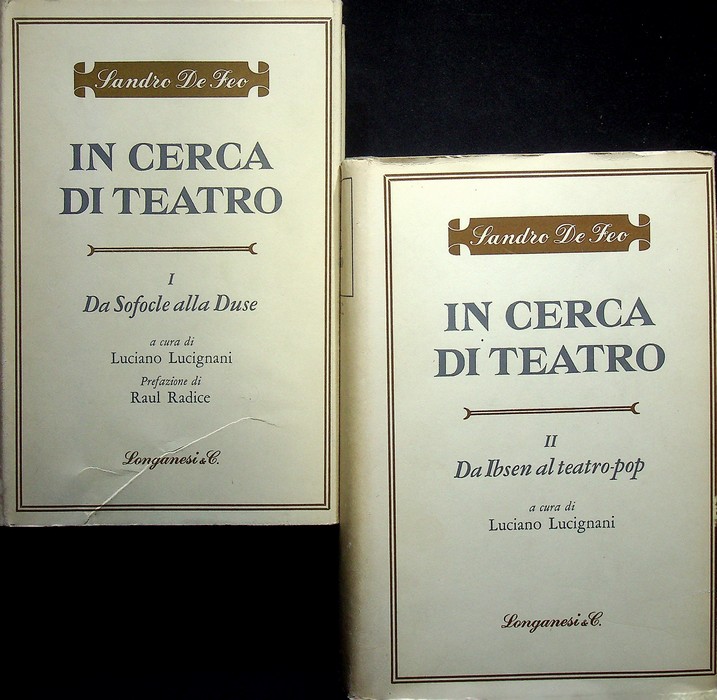 Sandro De Feo
IN CERCA
DI TEATRO
I
Da Sofocle alla Duse
a cura di
Luciano Lucignani
Prefazione di
Raul Radice
Longanesi & C.
Sandro De Feo
IN CERCA
DI TEATRO
II
Da Ibsen al teatro-pop
a cura di
Luciano Lucignani
Longanesi & C.